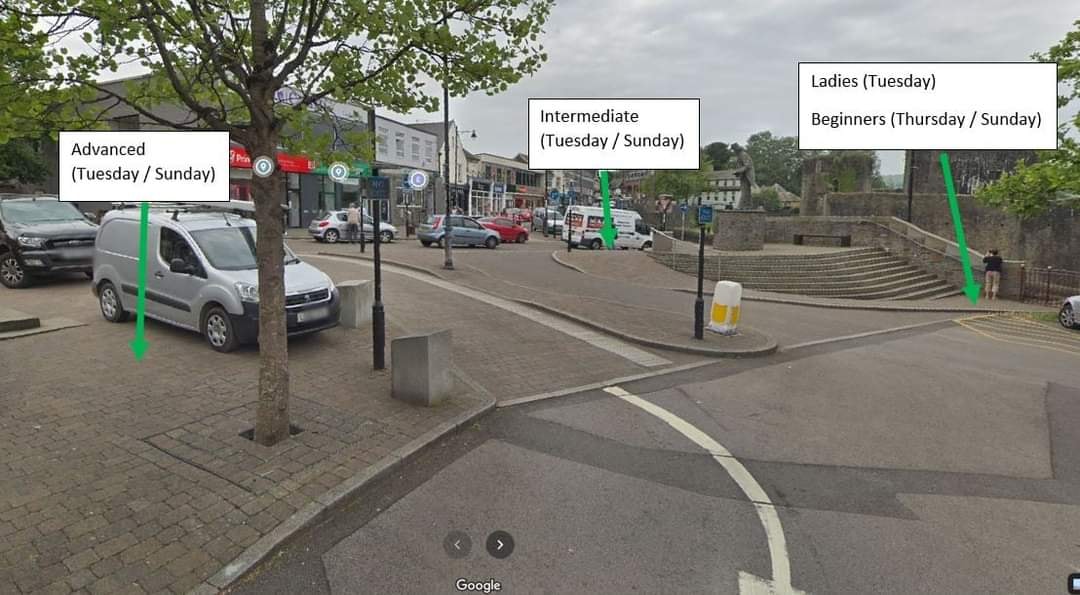 Advanced
(Tuesday / Sunday)
Intermediate
(Tuesday / Sunday)
Ladies (Tuesday)
Beginners (Thursday / Sunday)
Google